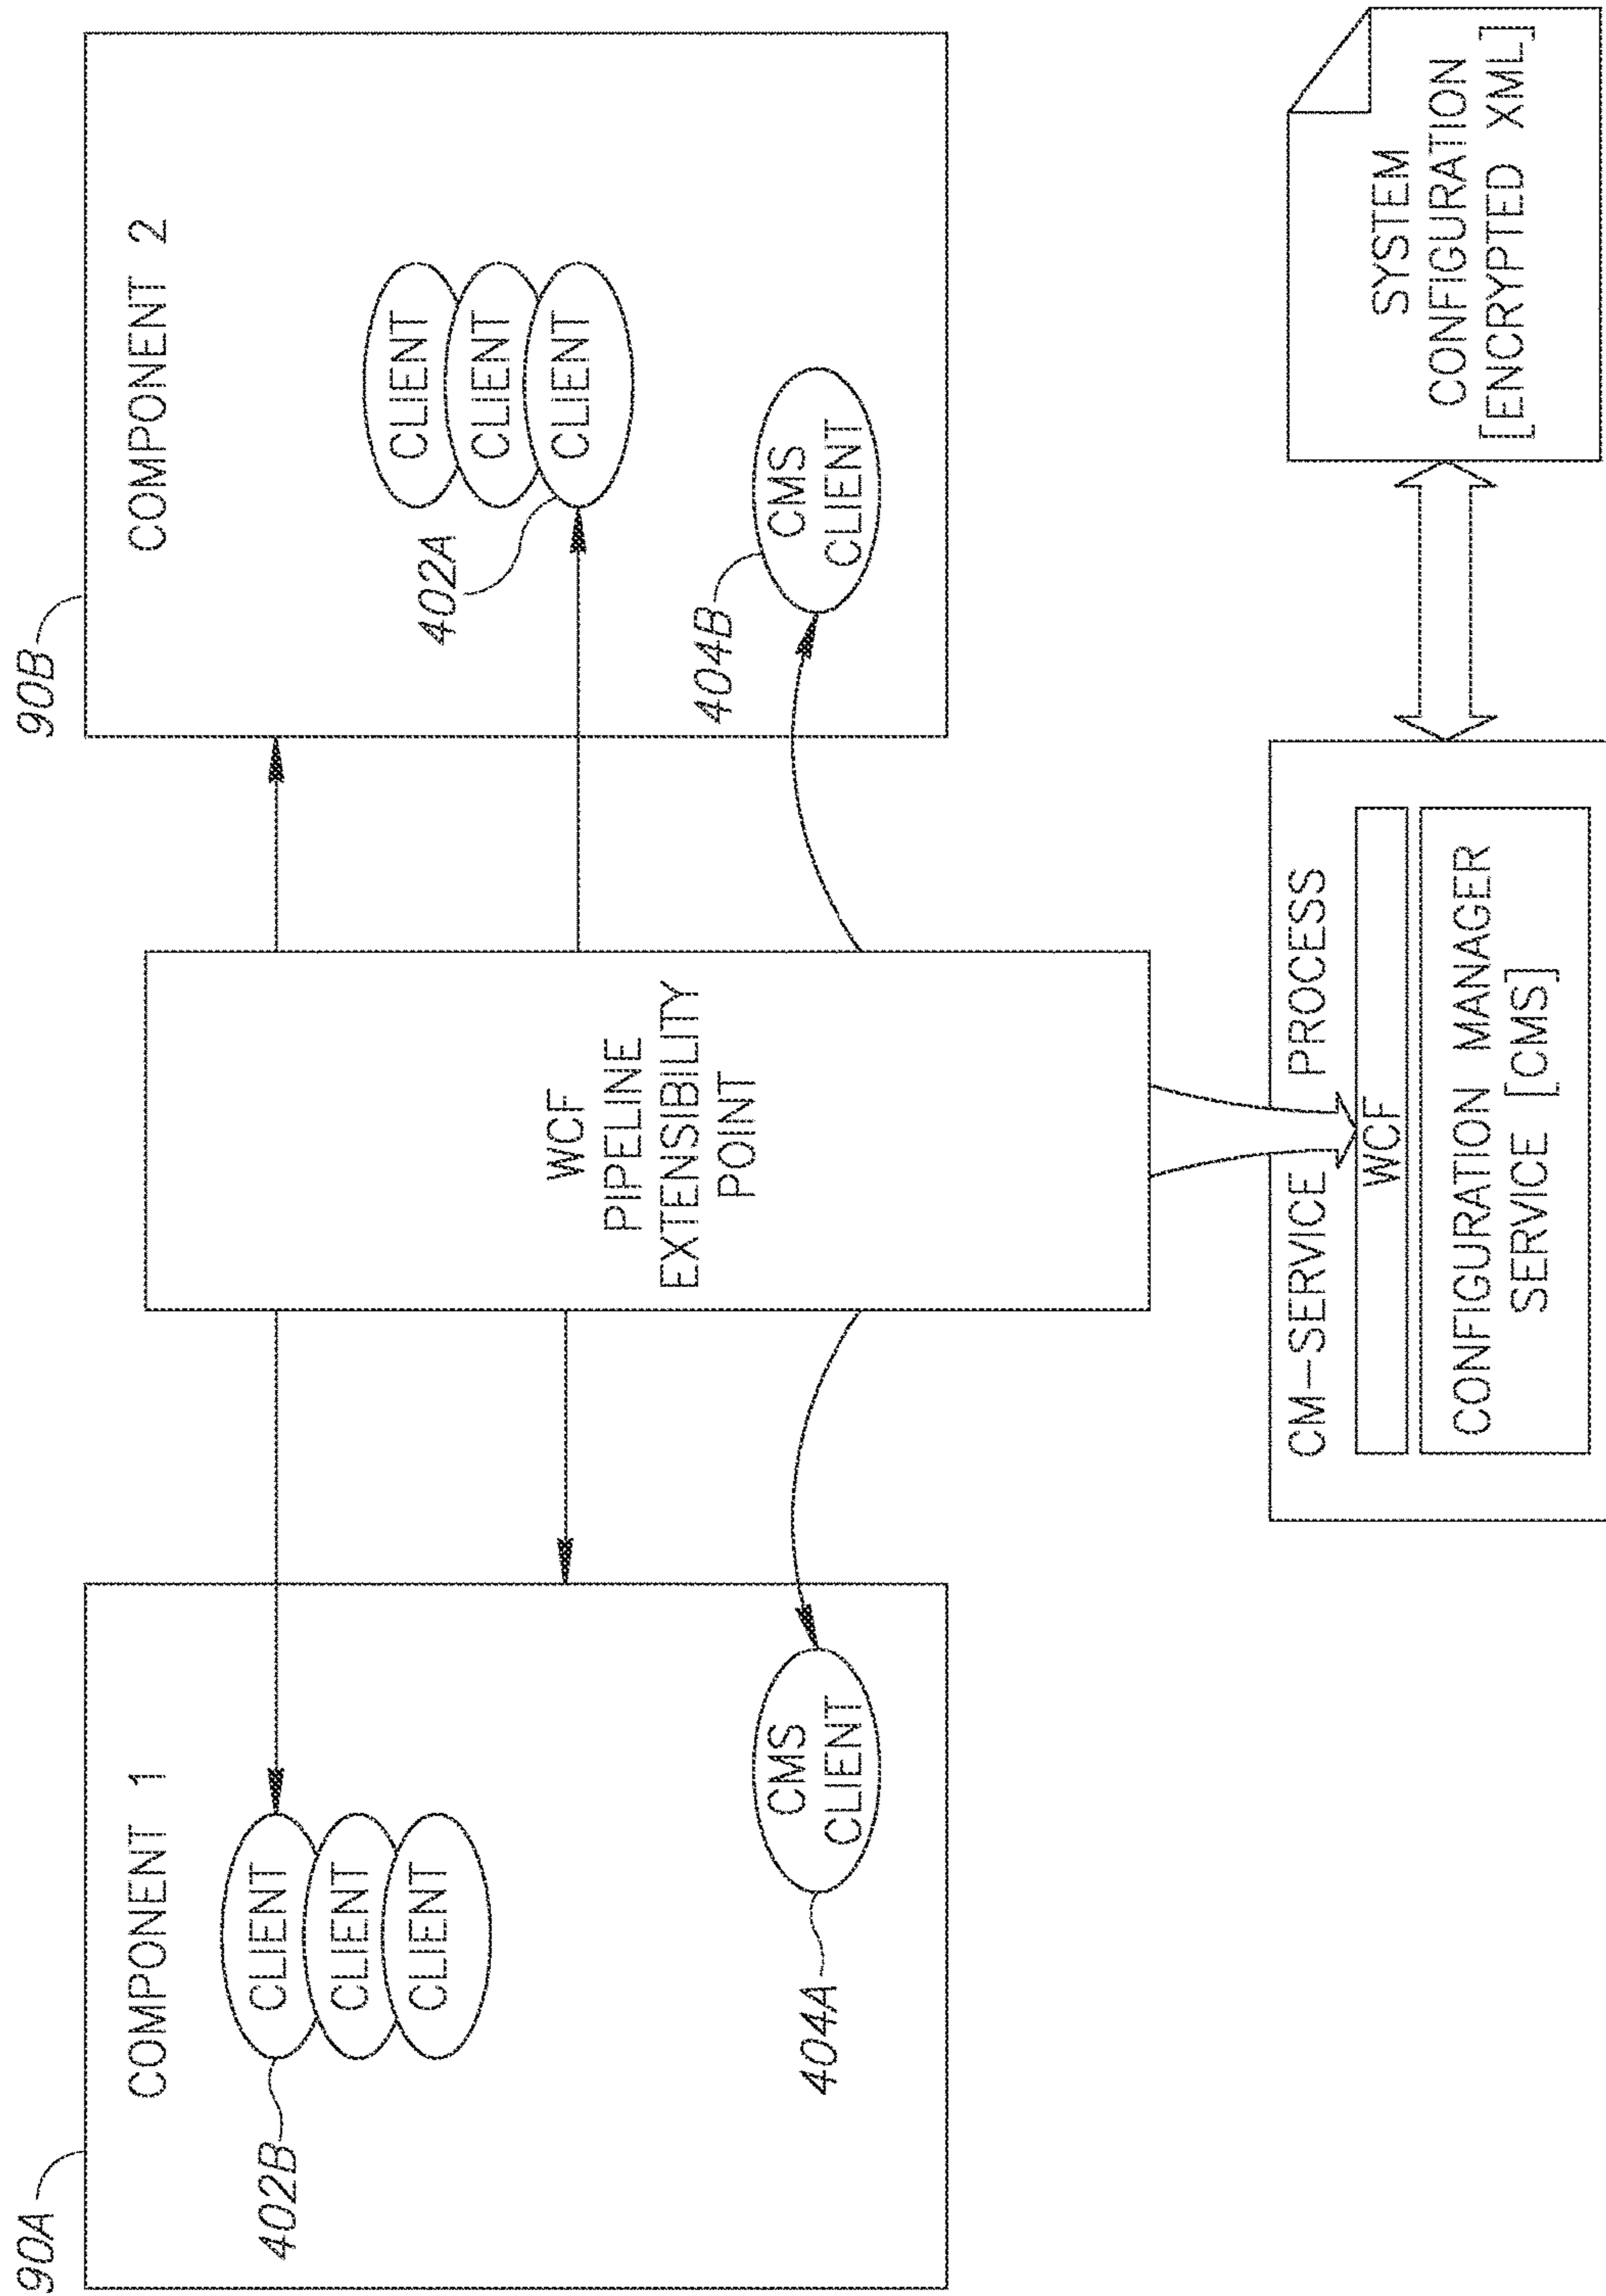 90A
COMPONENT 1
CLIENT
CLIENT
CLIENT
402B
CMS
CLIENT
404A
WCF
PIPELINE
EXTENSIBILITY
POINT
90B
COMPONENT 2
CLIENT
CLIENT
CLIENT
402A
CMS
CLIENT
404B
CM-SERVICE PROCESS
WCF
CONFIGURATION MANAGER
SERVICE [CMS]
SYSTEM
CONFIGURATION
[ENCRYPTED XML]